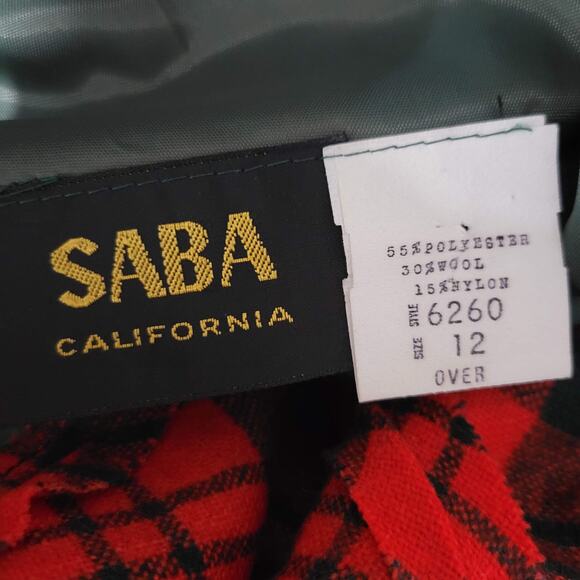 SABA
CALIFORNIA
55%POLYESTER
30%WOOL
15%NYLON
STYLE 6260
SIZE 12
OVER